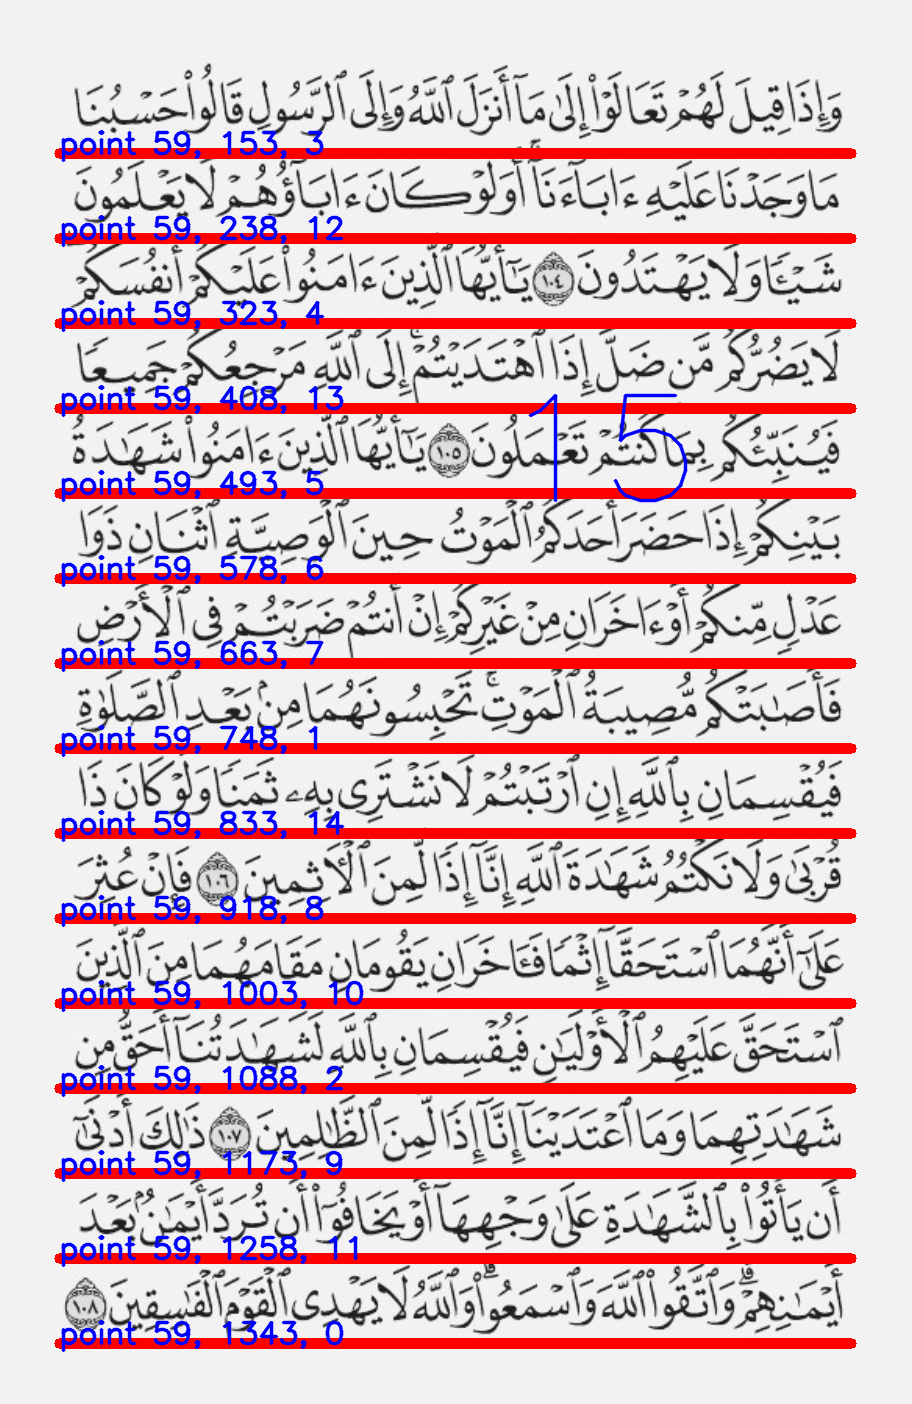 وَإِذَا قِيلَ لَهُمْ تَعَالَوْا۟ إِلَىٰ مَآ أَنزَلَ ٱللَّهُ وَإِلَى ٱلرَّسُولِ قَالُوا۟ حَسْبُنَا
point 59, 153, 3
مَا وَجَدْنَا عَلَيْهِ ءَابَآءَنَآ أَوَلَوْ كَانَ ءَابَآؤُهُمْ لَا يَعْلَمُونَ
point 59, 238, 12
شَيْـًٔا وَلَا يَهْتَدُونَ ١٠٤ يَـٰٓأَيُّهَا ٱلَّذِينَ ءَامَنُوا۟ عَلَيْكُمْ أَنفُسَكُمْ
point 59, 323, 4
لَا يَضُرُّكُم مَّن ضَلَّ إِذَا ٱهْتَدَيْتُمْ ۚ إِلَى ٱللَّهِ مَرْجِعُكُمْ جَمِيعًا
point 59, 408, 13
15
فَيُنَبِّئُكُم بِمَا كُنتُمْ تَعْمَلُونَ ١٠٥ يَـٰٓأَيُّهَا ٱلَّذِينَ ءَامَنُوا۟ شَهَـٰدَةُ
point 59, 493, 5
بَيْنِكُمْ إِذَا حَضَرَ أَحَدَكُمُ ٱلْمَوْتُ حِينَ ٱلْوَصِيَّةِ ٱثْنَانِ ذَوَا
point 59, 578, 6
عَدْلٍ مِّنكُمْ أَوْ ءَاخَرَانِ مِنْ غَيْرِكُمْ إِنْ أَنتُمْ ضَرَبْتُمْ فِى ٱلْأَرْضِ
point 59, 663, 7
فَأَصَـٰبَتْكُم مُّصِيبَةُ ٱلْمَوْتِ ۚ تَحْبِسُونَهُمَا مِنۢ بَعْدِ ٱلصَّلَوٰةِ
point 59, 748, 1
فَيُقْسِمَانِ بِٱللَّهِ إِنِ ٱرْتَبْتُمْ لَا نَشْتَرِى بِهِۦ ثَمَنًا وَلَوْ كَانَ ذَا
point 59, 833, 14
قُرْبَىٰ وَلَا نَكْتُمُ شَهَـٰدَةَ ٱللَّهِ إِنَّآ إِذًا لَّمِنَ ٱلْـَٔاثِمِينَ ١٠٦ فَإِنْ عُثِرَ
point 59, 918, 8
عَلَىٰٓ أَنَّهُمَا ٱسْتَحَقَّآ إِثْمًا فَـَٔاخَرَانِ يَقُومَانِ مَقَامَهُمَا مِنَ ٱلَّذِينَ
point 59, 1003, 10
ٱسْتَحَقَّ عَلَيْهِمُ ٱلْأَوْلَيَـٰنِ فَيُقْسِمَانِ بِٱللَّهِ لَشَهَـٰدَتُنَآ أَحَقُّ مِن
point 59, 1088, 2
شَهَـٰدَتِهِمَا وَمَا ٱعْتَدَيْنَآ إِنَّآ إِذًا لَّمِنَ ٱلظَّـٰلِمِينَ ١٠٧ ذَٰلِكَ أَدْنَىٰٓ
point 59, 1173, 9
أَن يَأْتُوا۟ بِٱلشَّهَـٰدَةِ عَلَىٰ وَجْهِهَآ أَوْ يَخَافُوٓا۟ أَن تُرَدَّ أَيْمَـٰنٌۢ بَعْدَ
point 59, 1258, 11
أَيْمَـٰنِهِمْ ۗ وَٱتَّقُوا۟ ٱللَّهَ وَٱسْمَعُوا۟ ۗ وَٱللَّهُ لَا يَهْدِى ٱلْقَوْمَ ٱلْفَـٰسِقِينَ ١٠٨
point 59, 1343, 0